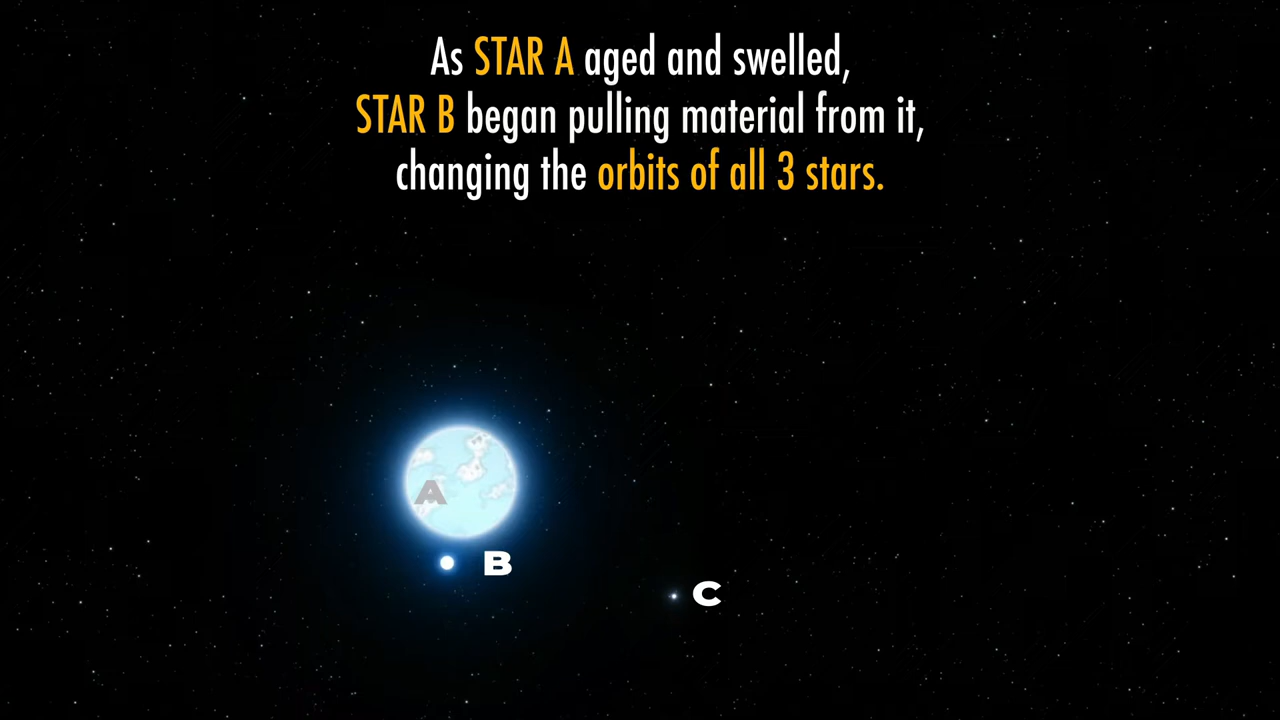 As STAR A aged and swelled,
STAR B began pulling material from it,
changing the orbits of all 3 stars.
A
B
C